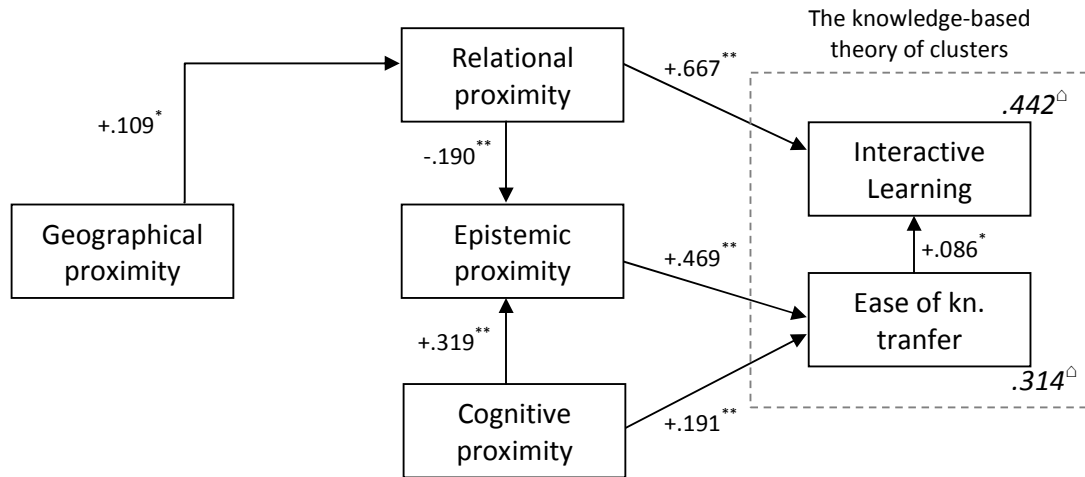 The knowledge-based
theory of clusters
Relational
proximity
+.667**
.442⌂
+.109*
-.190**
Interactive
Learning
Geographical
proximity
Epistemic
proximity
+.469**
+.086*
Ease of kn.
tranfer
+.319**
.314⌂
Cognitive
proximity
+.191**